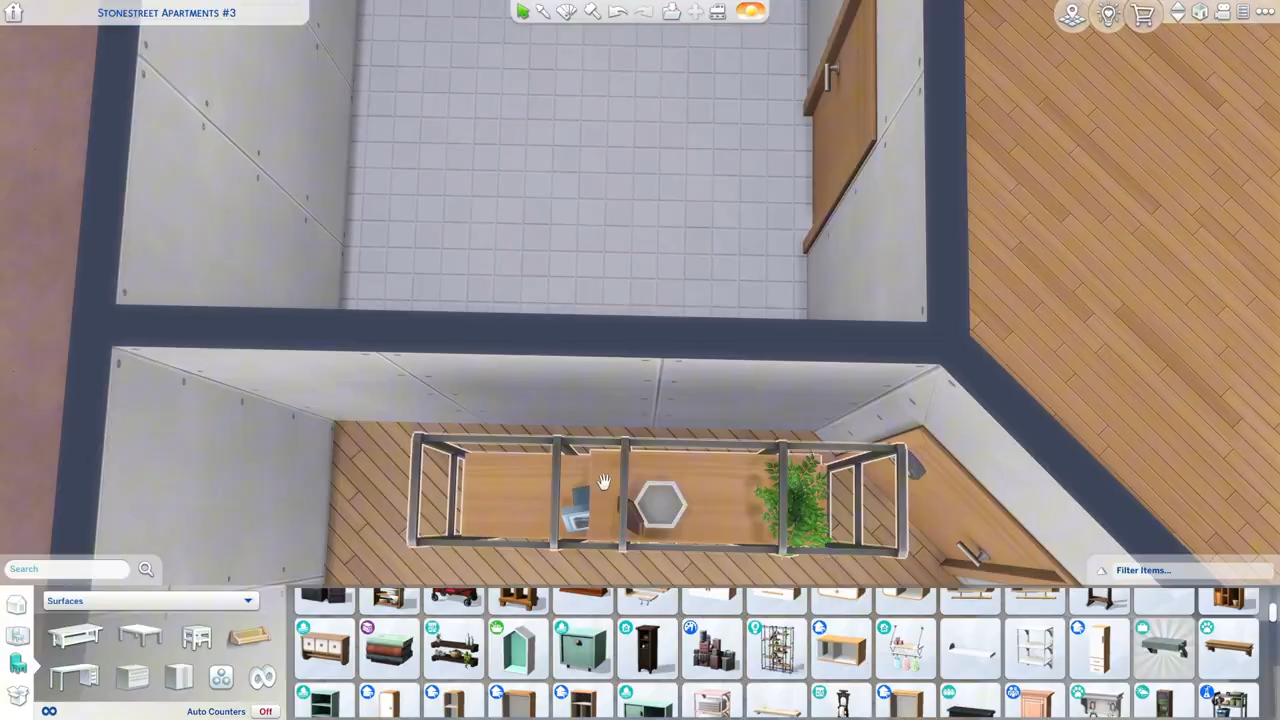 STONESTREET APARTMENTS #3
Search
Filter Items...
Surfaces
Auto Counters
Off